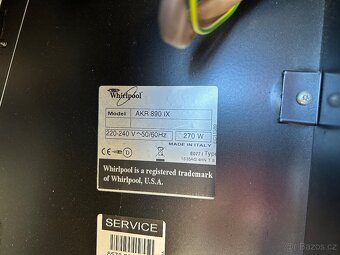 Whirlpool
Model AKR 890 IX
220-240 V ~50/60Hz 270 W
MADE IN ITALY
Whirlpool is a registered trademark
of Whirlpool, U.S.A.
SERVICE